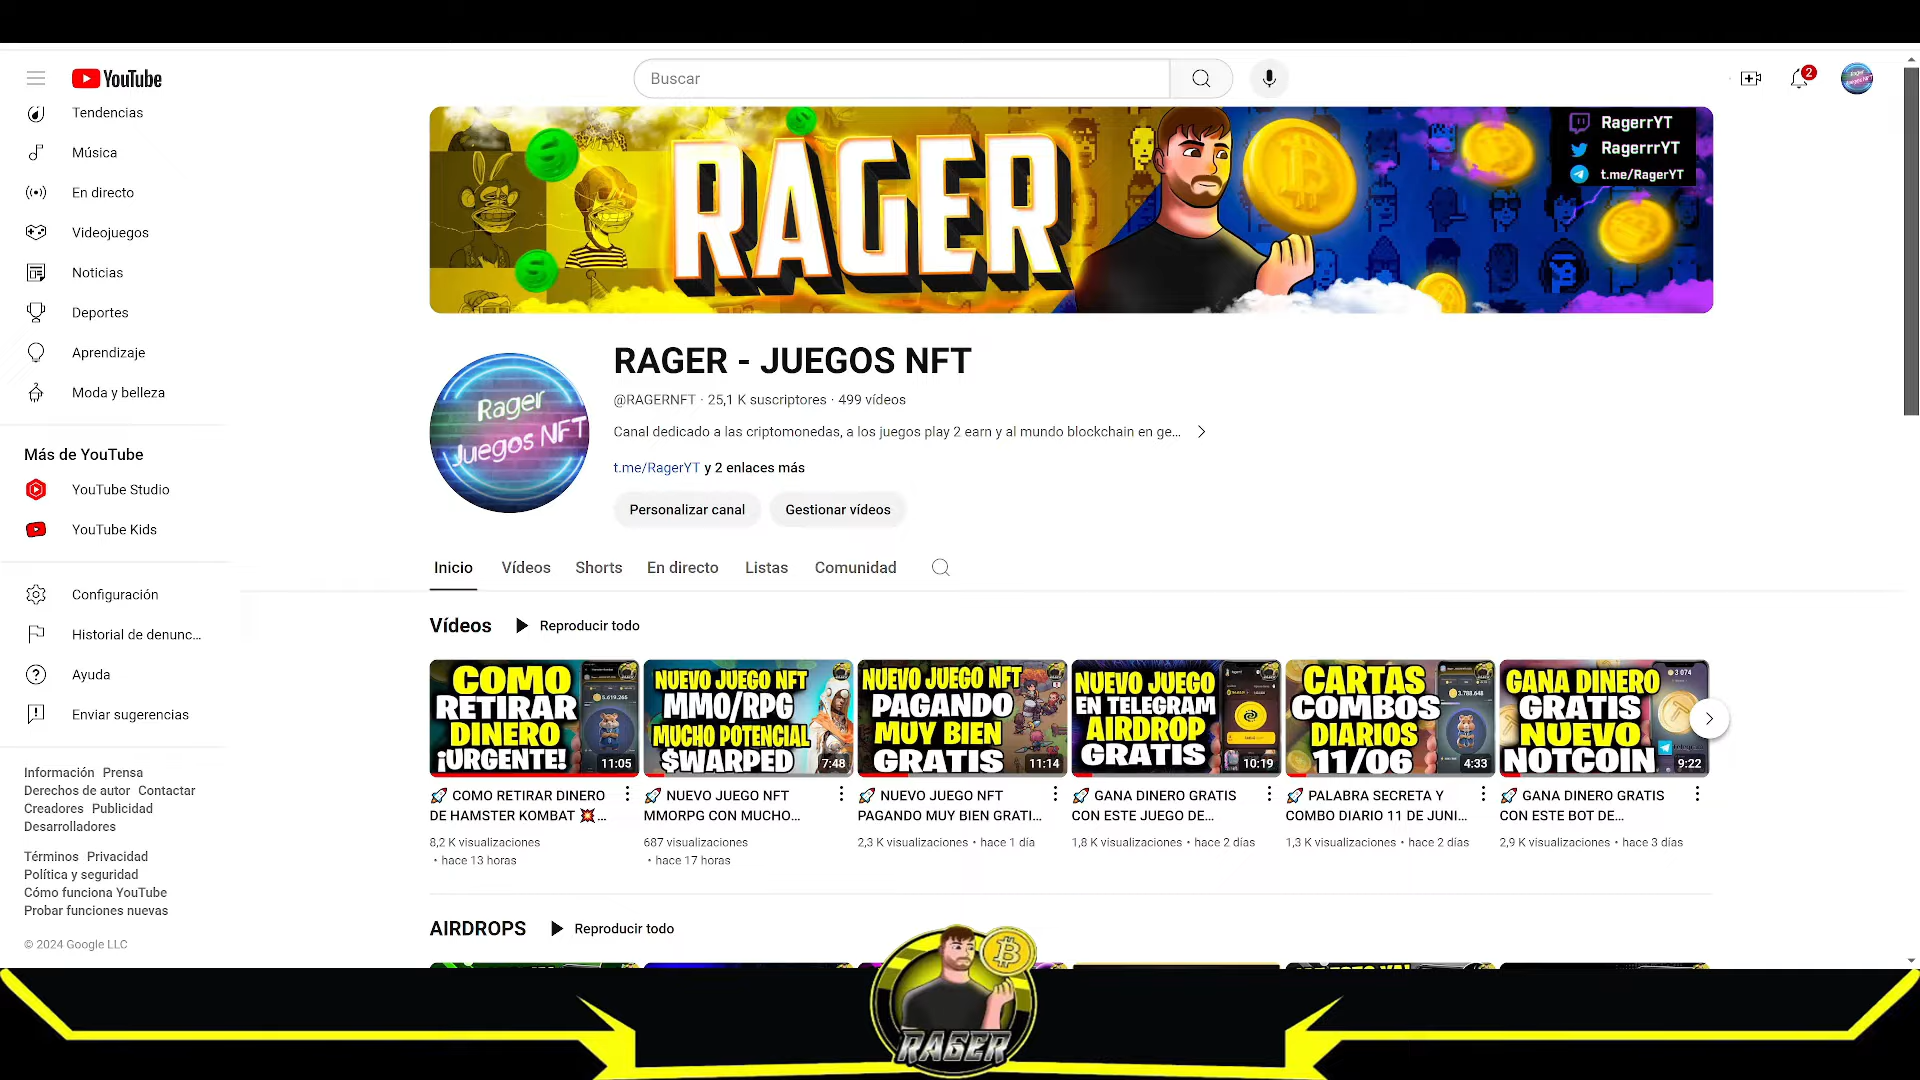 YouTube
Buscar
2
Tendencias
Música
En directo
Videojuegos
Noticias
Deportes
Aprendizaje
Moda y belleza
Más de YouTube
YouTube Studio
YouTube Kids
Configuración
Historial de denunc...
Ayuda
Enviar sugerencias
Información Prensa
Derechos de autor Contactar
Creadores Publicidad
Desarrolladores
Términos Privacidad
Política y seguridad
Cómo funciona YouTube
Probar funciones nuevas
© 2024 Google LLC
RAGER
RagerrYT
RagerrrYT
t.me/RagerYT
Rager
Juegos NFT
RAGER - JUEGOS NFT
@RAGERNFT · 25,1 K suscriptores · 499 vídeos
Canal dedicado a las criptomonedas, a los juegos play 2 earn y al mundo blockchain en ge...
t.me/RagerYT y 2 enlaces más
Personalizar canal
Gestionar vídeos
Inicio
Vídeos
Shorts
En directo
Listas
Comunidad
Vídeos
Reproducir todo
COMO
RETIRAR
DINERO
¡URGENTE!
11:05
🚀 COMO RETIRAR DINERO
DE HAMSTER KOMBAT 💥...
8,2 K visualizaciones
• hace 13 horas
NUEVO JUEGO NFT
MMO/RPG
MUCHO POTENCIAL
$WARPED
7:48
🚀 NUEVO JUEGO NFT
MMORPG CON MUCHO...
687 visualizaciones
• hace 17 horas
NUEVO JUEGO NFT
PAGANDO
MUY BIEN
GRATIS
11:14
🚀 NUEVO JUEGO NFT
PAGANDO MUY BIEN GRATI...
2,3 K visualizaciones • hace 1 día
NUEVO JUEGO
EN TELEGRAM
AIRDROP
GRATIS
10:19
🚀 GANA DINERO GRATIS
CON ESTE JUEGO DE...
1,8 K visualizaciones • hace 2 días
CARTAS
COMBOS
DIARIOS
11/06
3.788.648
4:33
🚀 PALABRA SECRETA Y
COMBO DIARIO 11 DE JUNI...
1,3 K visualizaciones • hace 2 días
GANA DINERO
GRATIS
NUEVO
NOTCOIN
3 074
9:22
🚀 GANA DINERO GRATIS
CON ESTE BOT DE...
2,9 K visualizaciones • hace 3 días
AIRDROPS
Reproducir todo
RAGER